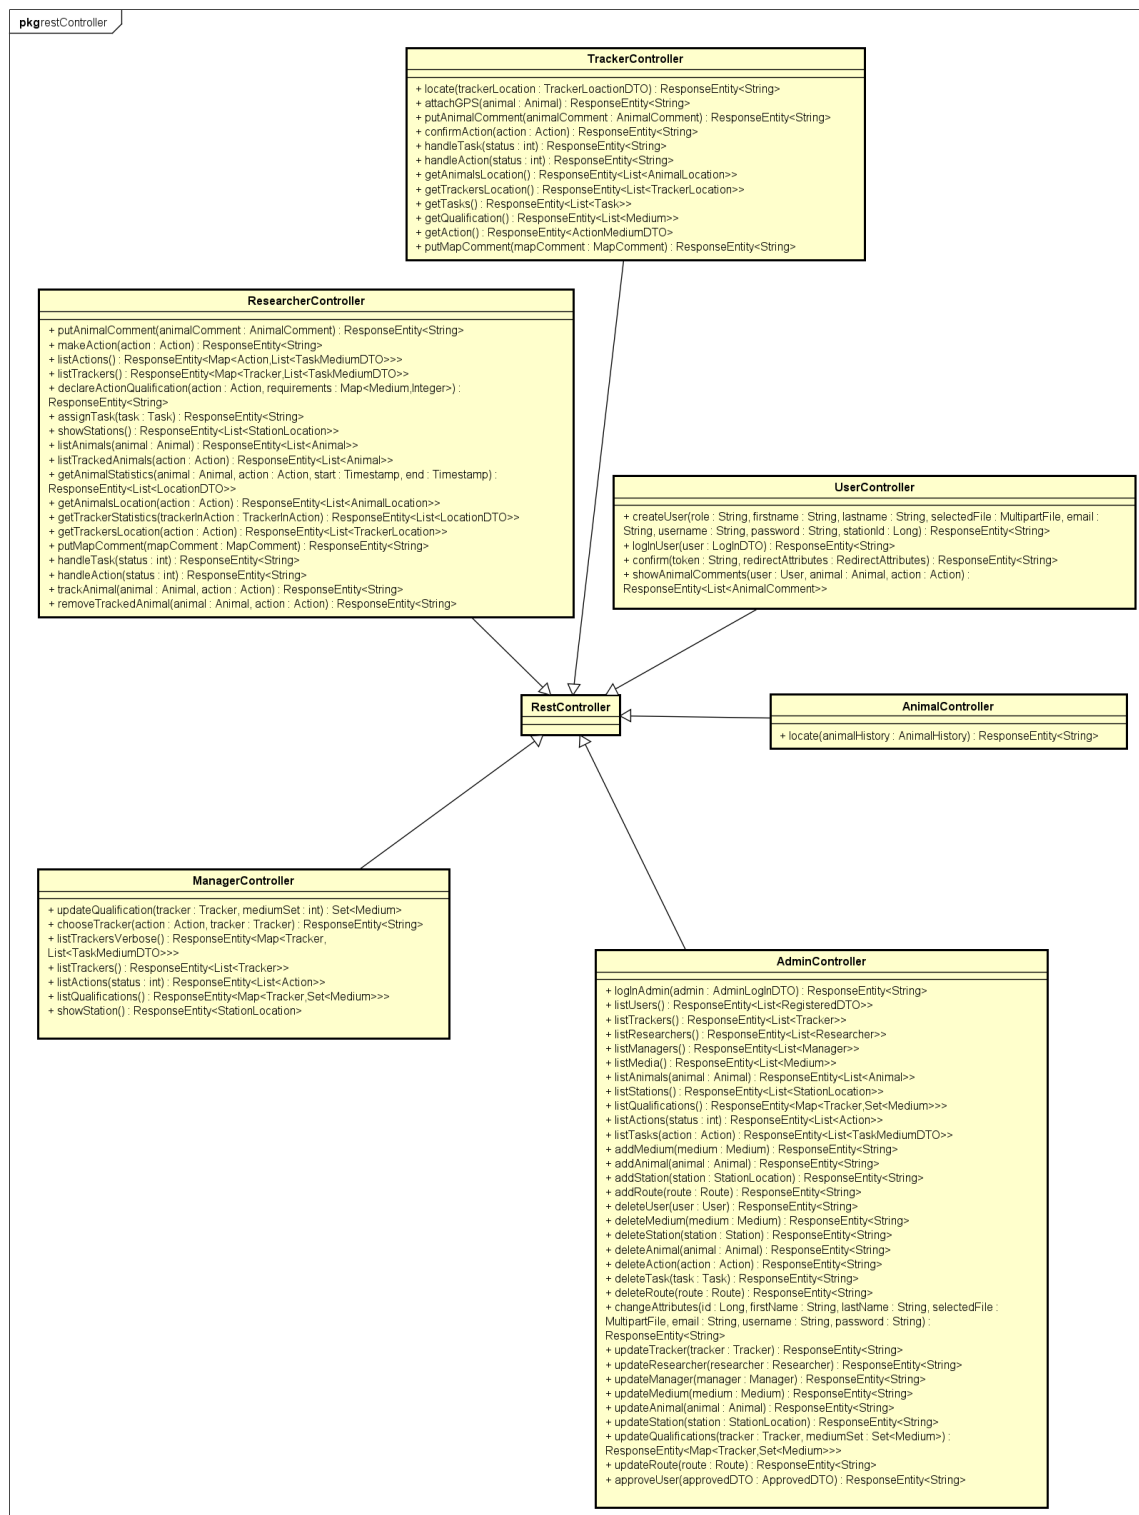 pkg restController
TrackerController
+ locate(trackerLocation : TrackerLoactionDTO) : ResponseEntity<String>
+ attachGPS(animal : Animal) : ResponseEntity<String>
+ putAnimalComment(animalComment : AnimalComment) : ResponseEntity<String>
+ confirmAction(action : Action) : ResponseEntity<String>
+ handleTask(status : int) : ResponseEntity<String>
+ handleAction(status : int) : ResponseEntity<String>
+ getAnimalsLocation() : ResponseEntity<List<AnimalLocation>>
+ getTrackersLocation() : ResponseEntity<List<TrackerLocation>>
+ getTasks() : ResponseEntity<List<Task>>
+ getQualification() : ResponseEntity<List<Medium>>
+ getAction() : ResponseEntity<ActionMediumDTO>
+ putMapComment(mapComment : MapComment) : ResponseEntity<String>
ResearcherController
+ putAnimalComment(animalComment : AnimalComment) : ResponseEntity<String>
+ makeAction(action : Action) : ResponseEntity<String>
+ listActions() : ResponseEntity<Map<Action,List<TaskMediumDTO>>>
+ listTrackers() : ResponseEntity<Map<Tracker,List<TaskMediumDTO>>
+ declareActionQualification(action : Action, requirements : Map<Medium,Integer>) :
ResponseEntity<String>
+ assignTask(task : Task) : ResponseEntity<String>
+ showStations() : ResponseEntity<List<StationLocation>>
+ listAnimals(animal : Animal) : ResponseEntity<List<Animal>>
+ listTrackedAnimals(action : Action) : ResponseEntity<List<Animal>>
+ getAnimalStatistics(animal : Animal, action : Action, start : Timestamp, end : Timestamp) :
ResponseEntity<List<LocationDTO>>
+ getAnimalsLocation(action : Action) : ResponseEntity<List<AnimalLocation>>
+ getTrackerStatistics(trackerInAction : TrackerInAction) : ResponseEntity<List<LocationDTO>>
+ getTrackersLocation(action : Action) : ResponseEntity<List<TrackerLocation>>
+ putMapComment(mapComment : MapComment) : ResponseEntity<String>
+ handleTask(status : int) : ResponseEntity<String>
+ handleAction(status : int) : ResponseEntity<String>
+ trackAnimal(animal : Animal, action : Action) : ResponseEntity<String>
+ removeTrackedAnimal(animal : Animal, action : Action) : ResponseEntity<String>
UserController
+ createUser(role : String, firstname : String, lastname : String, selectedFile : MultipartFile, email :
String, username : String, password : String, stationId : Long) : ResponseEntity<String>
+ logInUser(user : LogInDTO) : ResponseEntity<String>
+ confirm(token : String, redirectAttributes : RedirectAttributes) : ResponseEntity<String>
+ showAnimalComments(user : User, animal : Animal, action : Action) :
ResponseEntity<List<AnimalComment>>
RestController
AnimalController
+ locate(animalHistory : AnimalHistory) : ResponseEntity<String>
ManagerController
+ updateQualification(tracker : Tracker, mediumSet : int) : Set<Medium>
+ chooseTracker(action : Action, tracker : Tracker) : ResponseEntity<String>
+ listTrackersVerbose() : ResponseEntity<Map<Tracker,
List<TaskMediumDTO>>>
+ listTrackers() : ResponseEntity<List<Tracker>>
+ listActions(status : int) : ResponseEntity<List<Action>>
+ listQualifications() : ResponseEntity<Map<Tracker,Set<Medium>>>
+ showStation() : ResponseEntity<StationLocation>
AdminController
+ logInAdmin(admin : AdminLogInDTO) : ResponseEntity<String>
+ listUsers() : ResponseEntity<List<RegisteredDTO>>
+ listTrackers() : ResponseEntity<List<Tracker>>
+ listResearchers() : ResponseEntity<List<Researcher>>
+ listManagers() : ResponseEntity<List<Manager>>
+ listMedia() : ResponseEntity<List<Medium>>
+ listAnimals(animal : Animal) : ResponseEntity<List<Animal>>
+ listStations() : ResponseEntity<List<StationLocation>>
+ listQualifications() : ResponseEntity<Map<Tracker,Set<Medium>>>
+ listActions(status : int) : ResponseEntity<List<Action>>
+ listTasks(action : Action) : ResponseEntity<List<TaskMediumDTO>>
+ addMedium(medium : Medium) : ResponseEntity<String>
+ addAnimal(animal : Animal) : ResponseEntity<String>
+ addStation(station : StationLocation) : ResponseEntity<String>
+ addRoute(route : Route) : ResponseEntity<String>
+ deleteUser(user : User) : ResponseEntity<String>
+ deleteMedium(medium : Medium) : ResponseEntity<String>
+ deleteStation(station : Station) : ResponseEntity<String>
+ deleteAnimal(animal : Animal) : ResponseEntity<String>
+ deleteAction(action : Action) : ResponseEntity<String>
+ deleteTask(task : Task) : ResponseEntity<String>
+ deleteRoute(route : Route) : ResponseEntity<String>
+ changeAttributes(id : Long, firstName : String, lastName : String, selectedFile :
MultipartFile, email : String, username : String, password : String) :
ResponseEntity<String>
+ updateTracker(tracker : Tracker) : ResponseEntity<String>
+ updateResearcher(researcher : Researcher) : ResponseEntity<String>
+ updateManager(manager : Manager) : ResponseEntity<String>
+ updateMedium(medium : Medium) : ResponseEntity<String>
+ updateAnimal(animal : Animal) : ResponseEntity<String>
+ updateStation(station : StationLocation) : ResponseEntity<String>
+ updateQualifications(tracker : Tracker, mediumSet : Set<Medium>) :
ResponseEntity<Map<Tracker,Set<Medium>>>
+ updateRoute(route : Route) : ResponseEntity<String>
+ approveUser(approvedDTO : ApprovedDTO) : ResponseEntity<String>